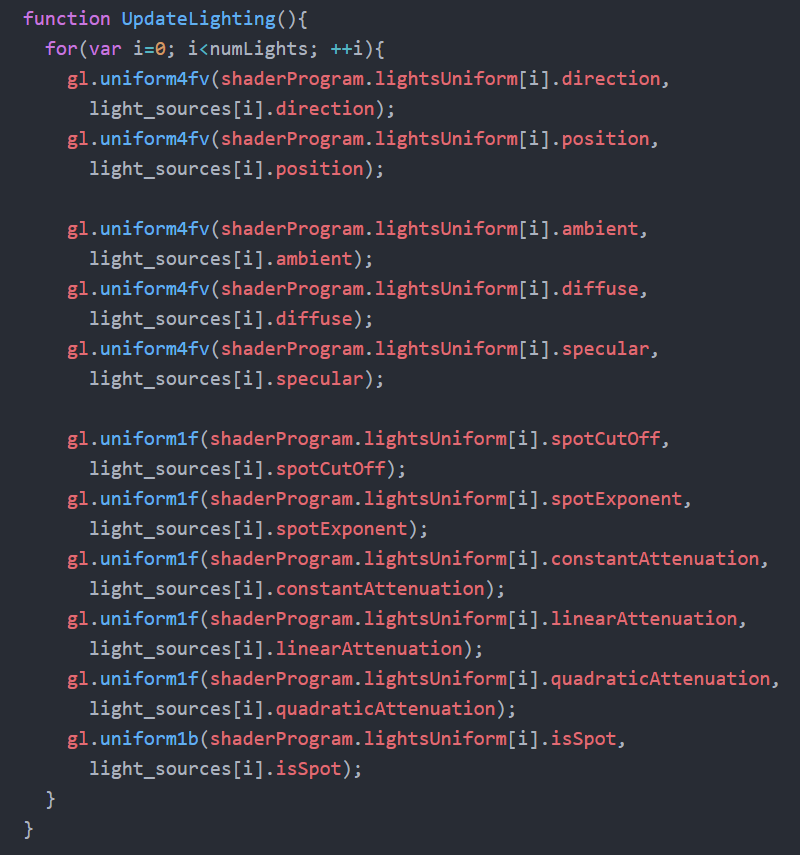 function UpdateLighting(){
  for(var i=0; i<numLights; ++i){
    gl.uniform4fv(shaderProgram.lightsUniform[i].direction,
      light_sources[i].direction);
    gl.uniform4fv(shaderProgram.lightsUniform[i].position,
      light_sources[i].position);

    gl.uniform4fv(shaderProgram.lightsUniform[i].ambient,
      light_sources[i].ambient);
    gl.uniform4fv(shaderProgram.lightsUniform[i].diffuse,
      light_sources[i].diffuse);
    gl.uniform4fv(shaderProgram.lightsUniform[i].specular,
      light_sources[i].specular);

    gl.uniform1f(shaderProgram.lightsUniform[i].spotCutOff,
      light_sources[i].spotCutOff);
    gl.uniform1f(shaderProgram.lightsUniform[i].spotExponent,
      light_sources[i].spotExponent);
    gl.uniform1f(shaderProgram.lightsUniform[i].constantAttenuation,
      light_sources[i].constantAttenuation);
    gl.uniform1f(shaderProgram.lightsUniform[i].linearAttenuation,
      light_sources[i].linearAttenuation);
    gl.uniform1f(shaderProgram.lightsUniform[i].quadraticAttenuation,
      light_sources[i].quadraticAttenuation);
    gl.uniform1b(shaderProgram.lightsUniform[i].isSpot,
      light_sources[i].isSpot);
  }
}